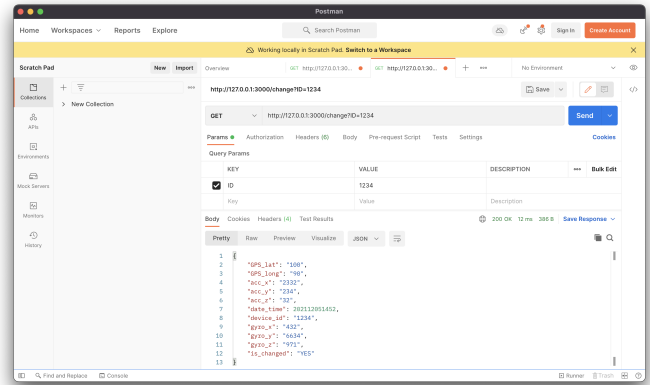 Postman
Home Workspaces Reports Explore Search Postman Sign In Create Account
Working locally in Scratch Pad. Switch to a Workspace
Scratch Pad New Import Overview GET http://127.0.0.1:30... GET http://127.0.0.1:30... + ••• No Environment
Collections
+ •••
New Collection
APIs
Environments
Mock Servers
Monitors
History
http://127.0.0.1:3000/change?ID=1234 Save
GET http://127.0.0.1:3000/change?ID=1234 Send
Params Authorization Headers (6) Body Pre-request Script Tests Settings Cookies
Query Params
KEY VALUE DESCRIPTION ••• Bulk Edit
ID 1234
Key Value Description
Body Cookies Headers (4) Test Results 200 OK 12 ms 386 B Save Response
Pretty Raw Preview Visualize JSON
1 {
2 "GPS_lat": "100",
3 "GPS_long": "90",
4 "acc_x": "2332",
5 "acc_y": "234",
6 "acc_z": "32",
7 "date_time": 202112051452,
8 "device_id": "1234",
9 "gyro_x": "432",
10 "gyro_y": "6634",
11 "gyro_z": "971",
12 "is_changed": "YES"
13 }
Find and Replace Console Runner Trash